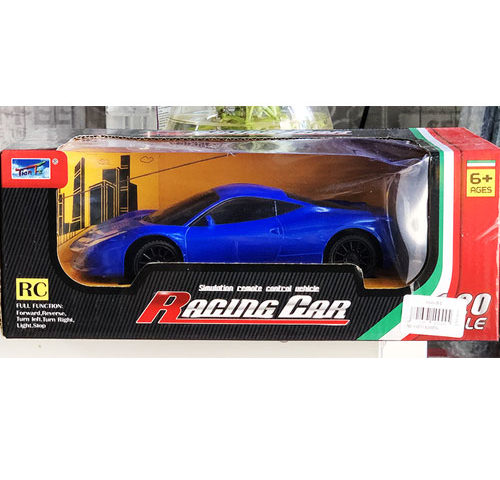 6+
AGES
RC
FULL FUNCTION:
Forward,Reverse,
Turn left,Turn Right,
Light,Stop
Simulation remote control vehicle
RACING CAR